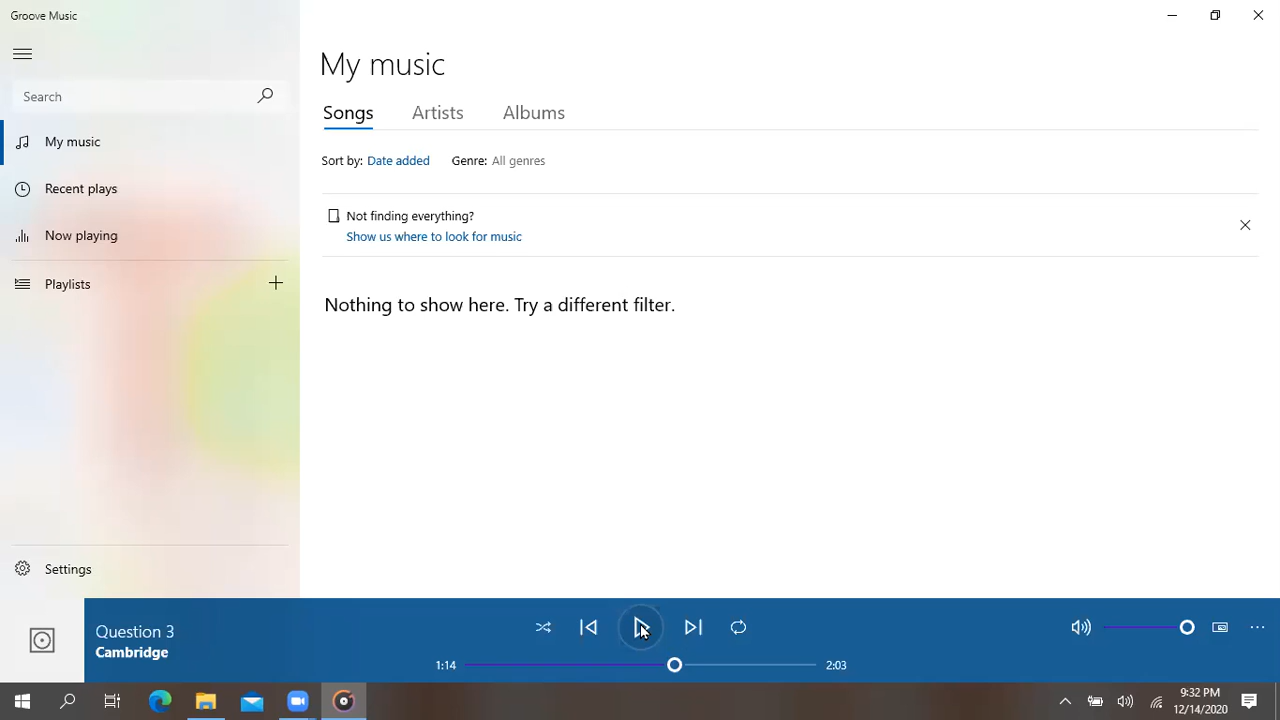 Groove Music
Search
My music
Recent plays
Now playing
Playlists
Settings
My music
Songs Artists Albums
Sort by: Date added Genre: All genres
Not finding everything?
Show us where to look for music
Nothing to show here. Try a different filter.
Question 3
Cambridge
1:14 2:03
9:32 PM
12/14/2020